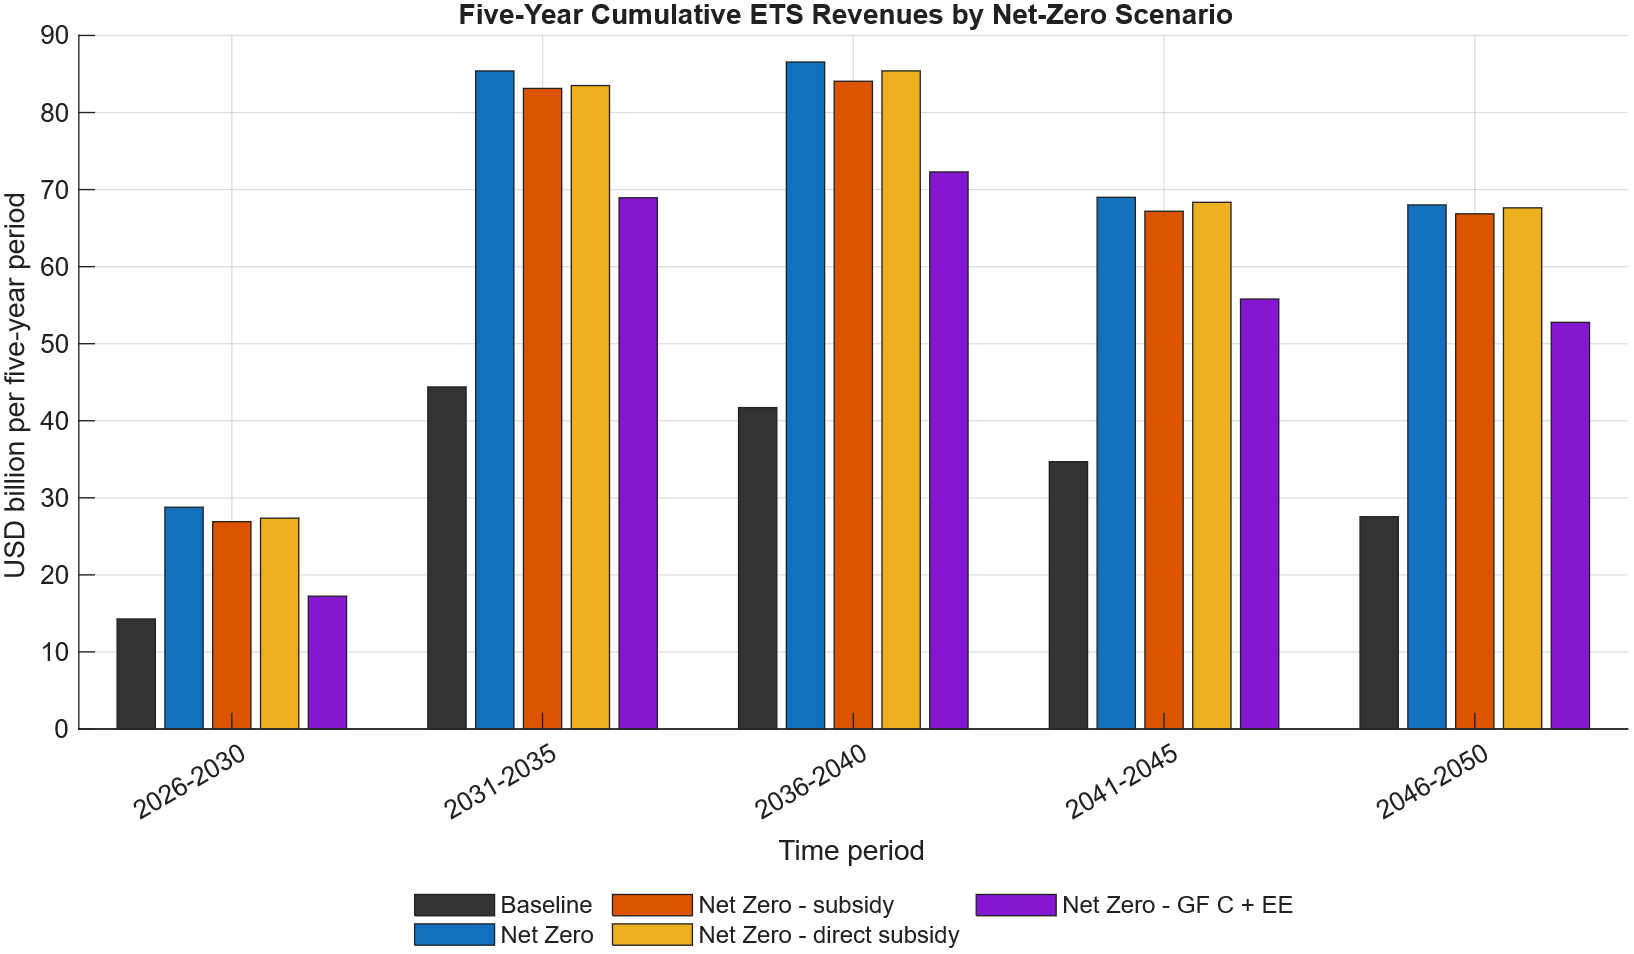 Five-Year Cumulative ETS Revenues by Net-Zero Scenario
USD billion per five-year period
90
80
70
60
50
40
30
20
10
0
2026-2030
2031-2035
2036-2040
2041-2045
2046-2050
Time period
Baseline
Net Zero
Net Zero - subsidy
Net Zero - direct subsidy
Net Zero - GF C + EE